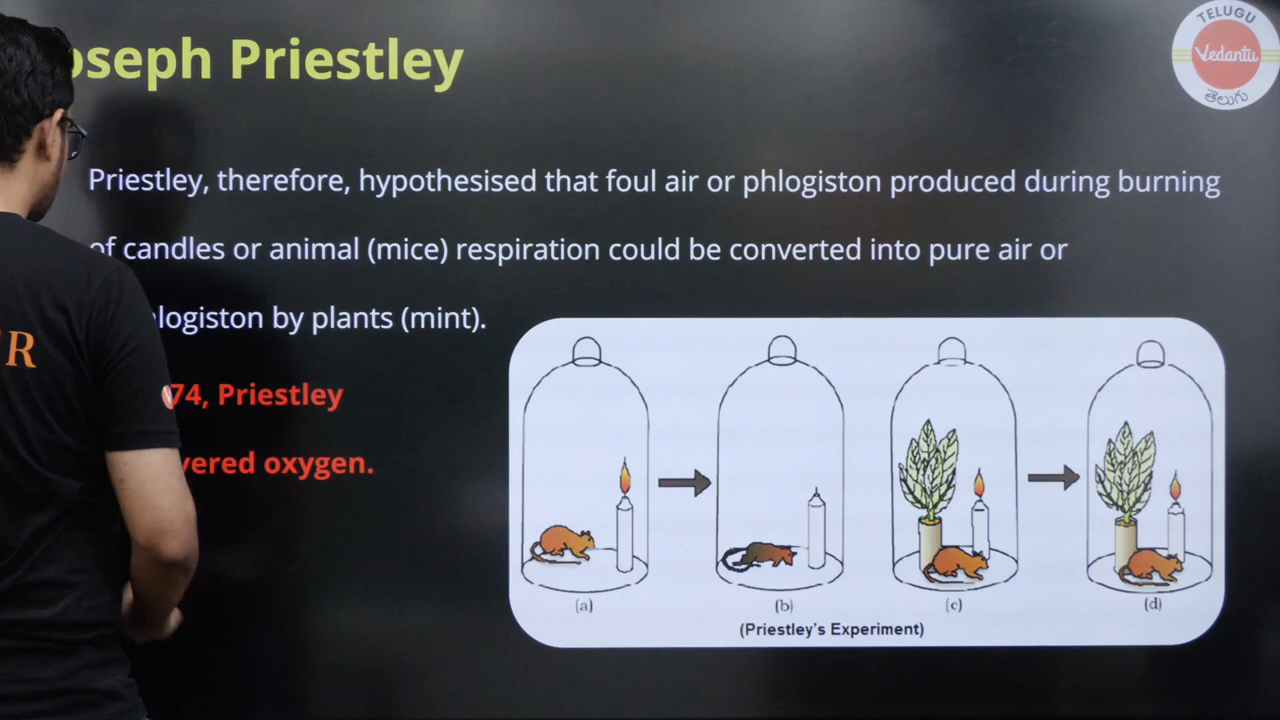 oseph Priestley
TELUGU
Vedantu
తెలుగు
Priestley, therefore, hypothesised that foul air or phlogiston produced during burning
of candles or animal (mice) respiration could be converted into pure air or
logiston by plants (mint).
74, Priestley
vered oxygen.
R
(a) (b) (c) (d)
(Priestley's Experiment)